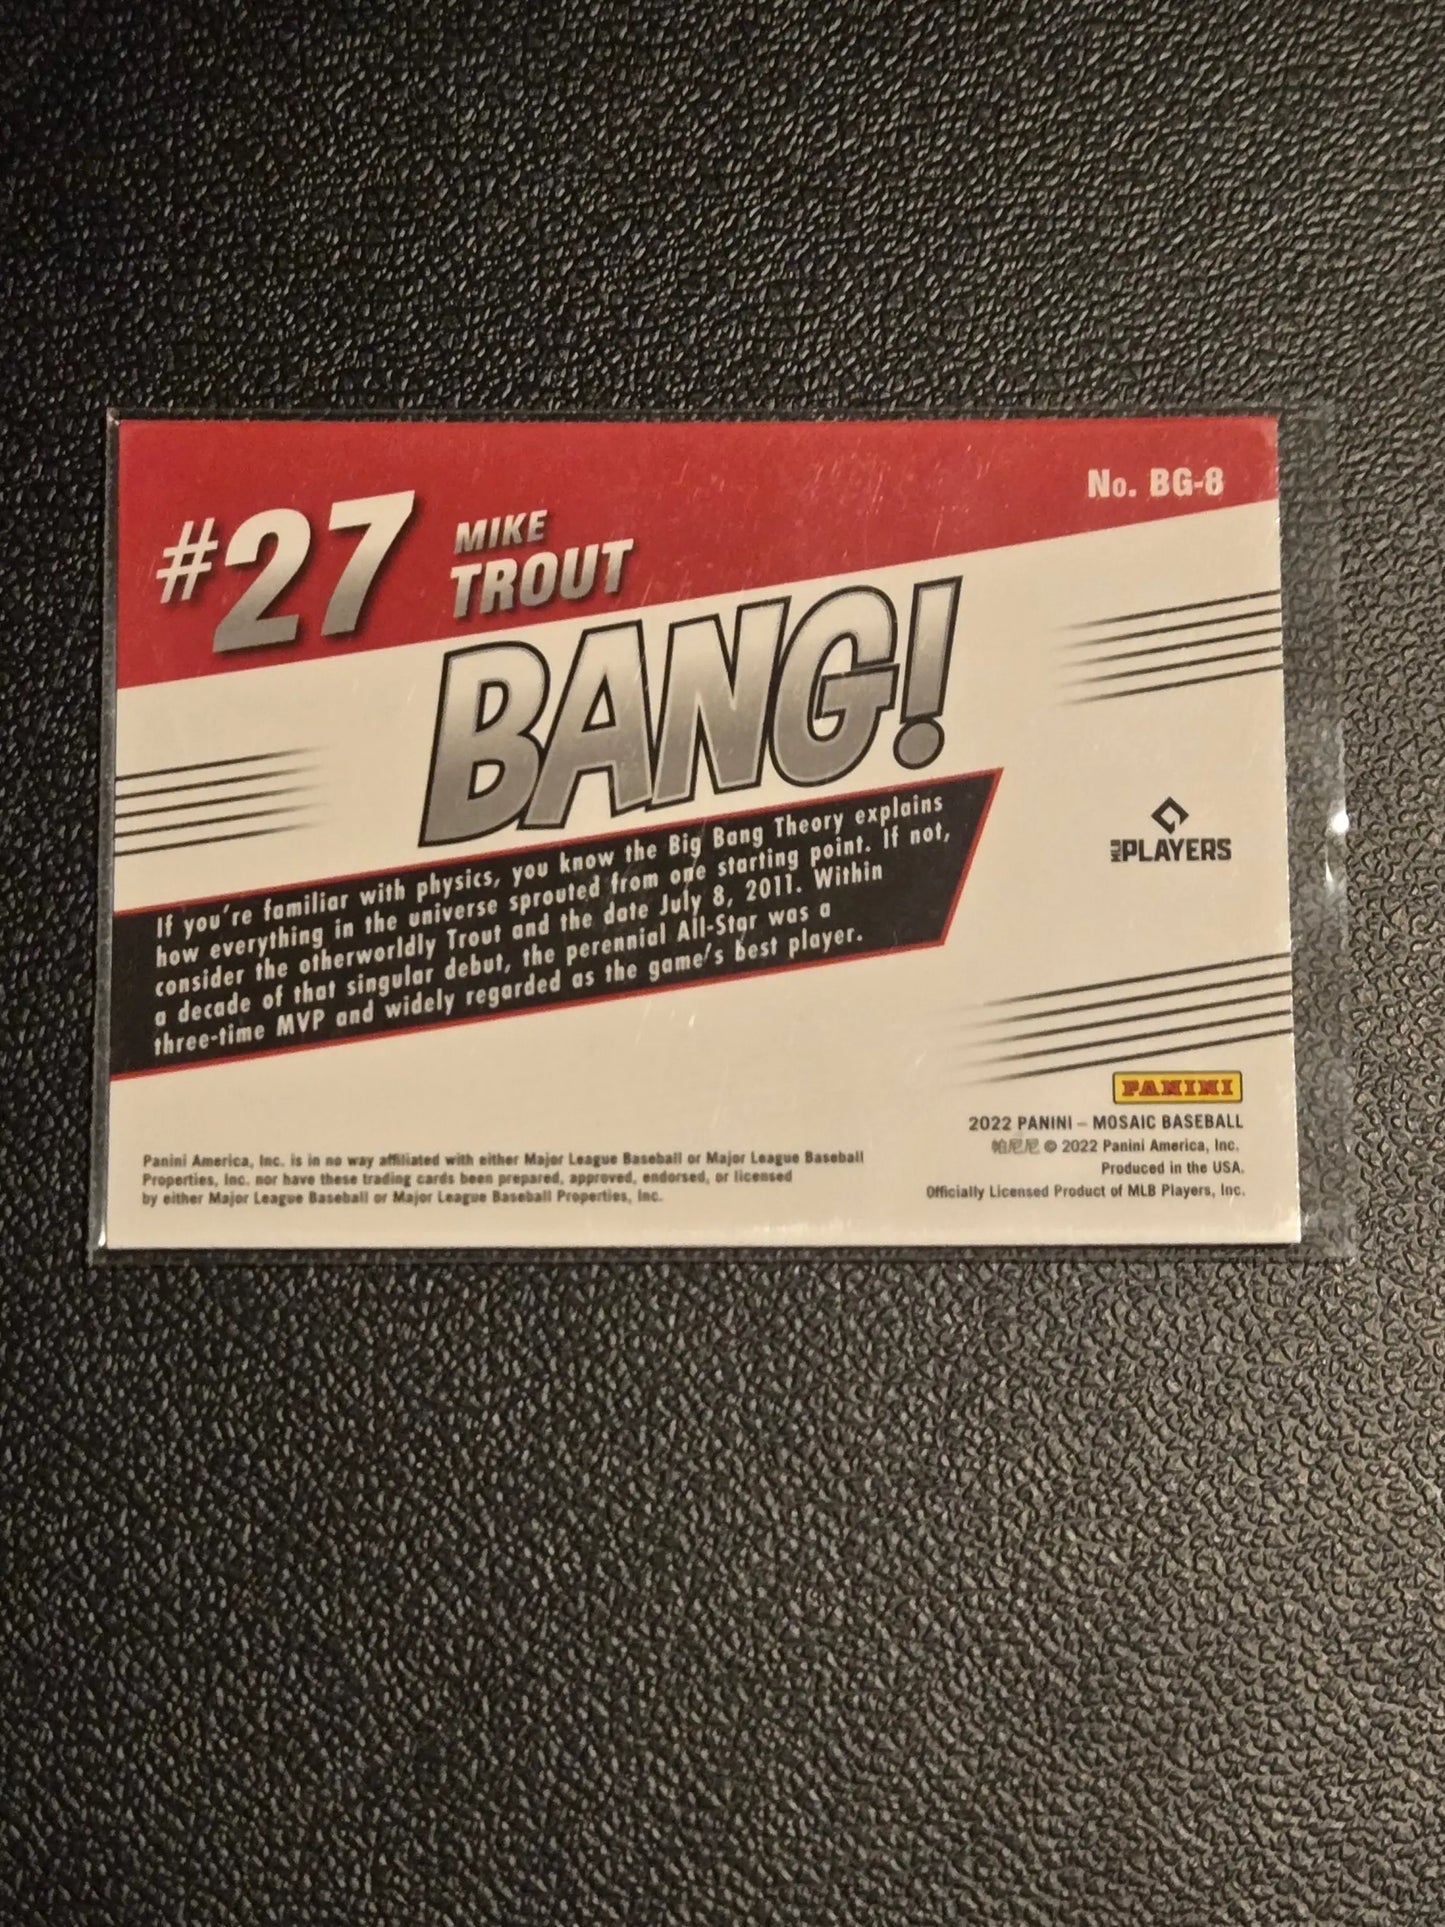 No. BG-8
#27
MIKE
TROUT
BANG!
If you're familiar with physics, you know the Big Bang Theory explains
how everything in the universe sprouted from one starting point. If not,
consider the otherworldly Trout and the date July 8, 2011. Within
a decade of that singular debut, the perennial All-Star was a
three-time MVP and widely regarded as the game's best player.
MLB PLAYERS
PANINI
2022 PANINI – MOSAIC BASEBALL
帕尼尼 © 2022 Panini America, Inc.
Produced in the USA.
Officially Licensed Product of MLB Players, Inc.
Panini America, Inc. is in no way affiliated with either Major League Baseball or Major League Baseball
Properties, Inc. nor have these trading cards been prepared, approved, endorsed, or licensed
by either Major League Baseball or Major League Baseball Properties, Inc.